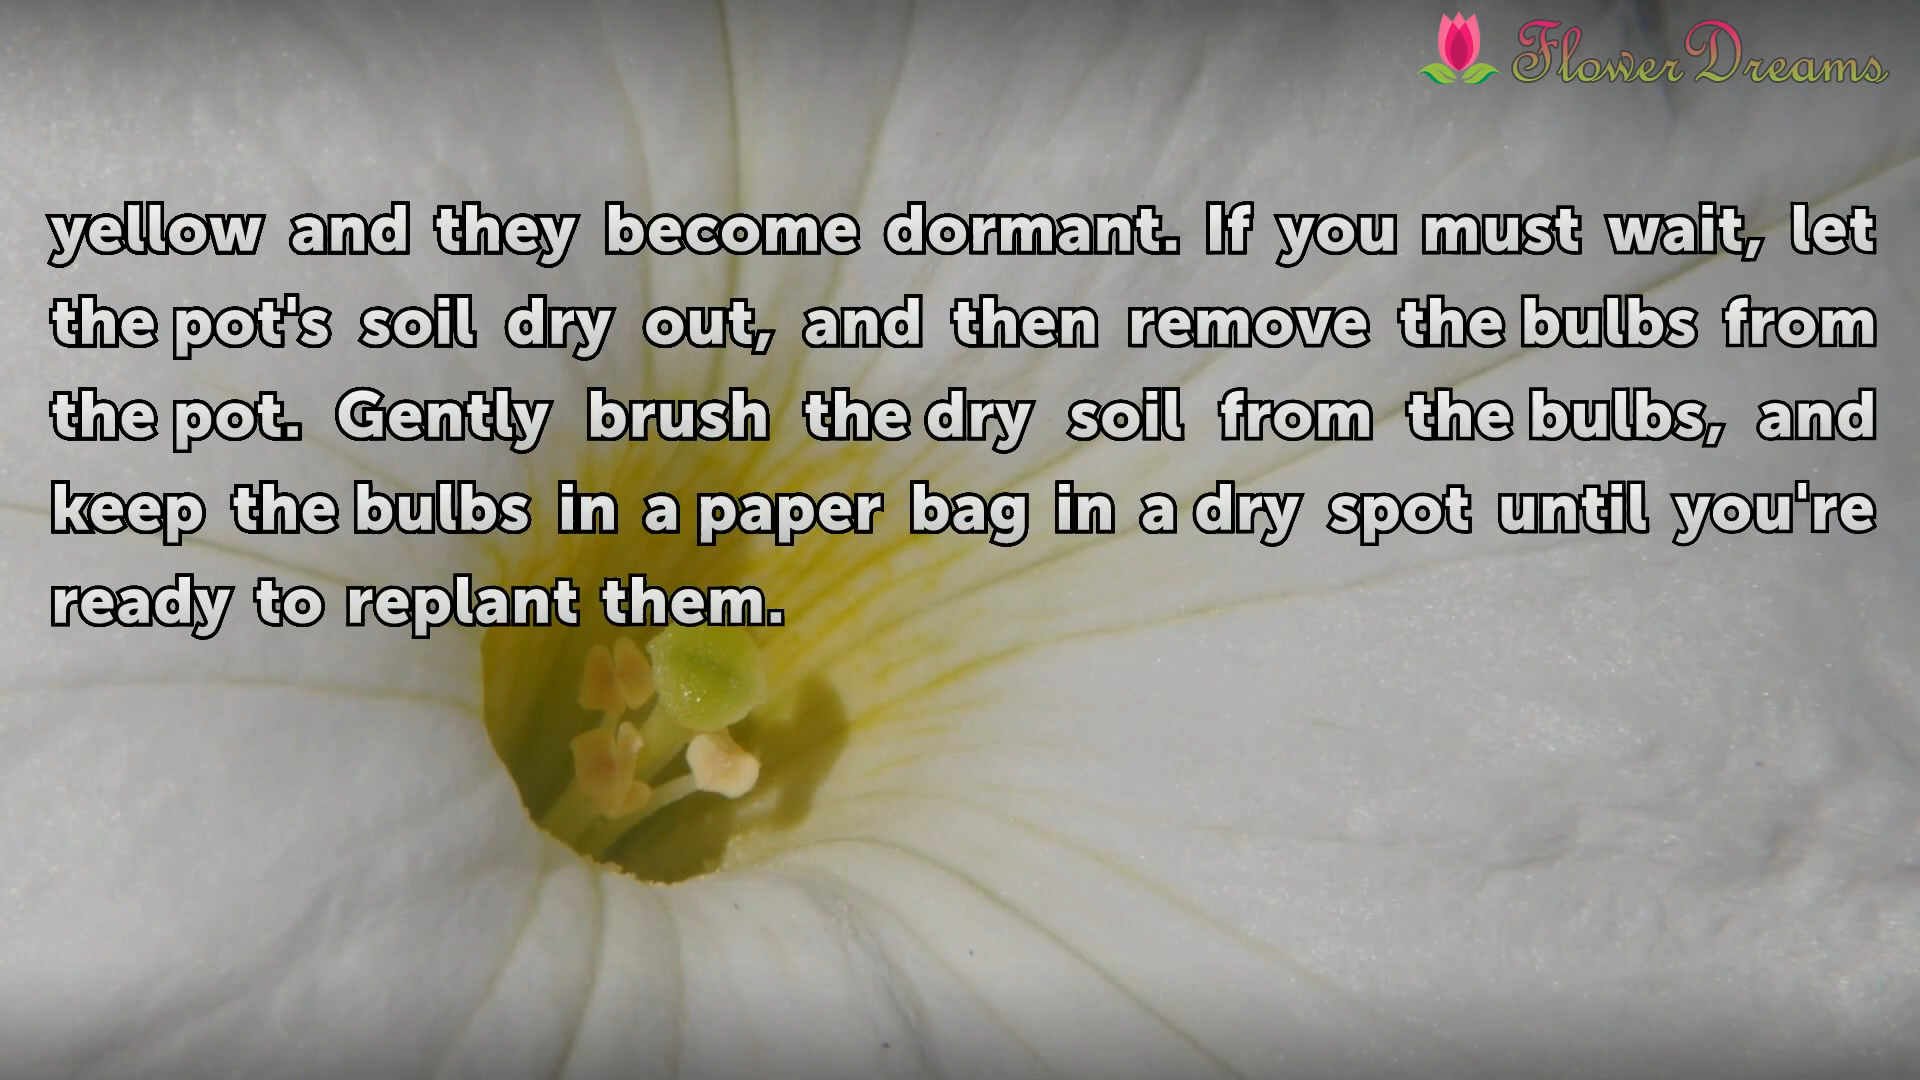 Flower Dreams
yellow and they become dormant. If you must wait, let
the pot's soil dry out, and then remove the bulbs from
the pot. Gently brush the dry soil from the bulbs, and
keep the bulbs in a paper bag in a dry spot until you're
ready to replant them.